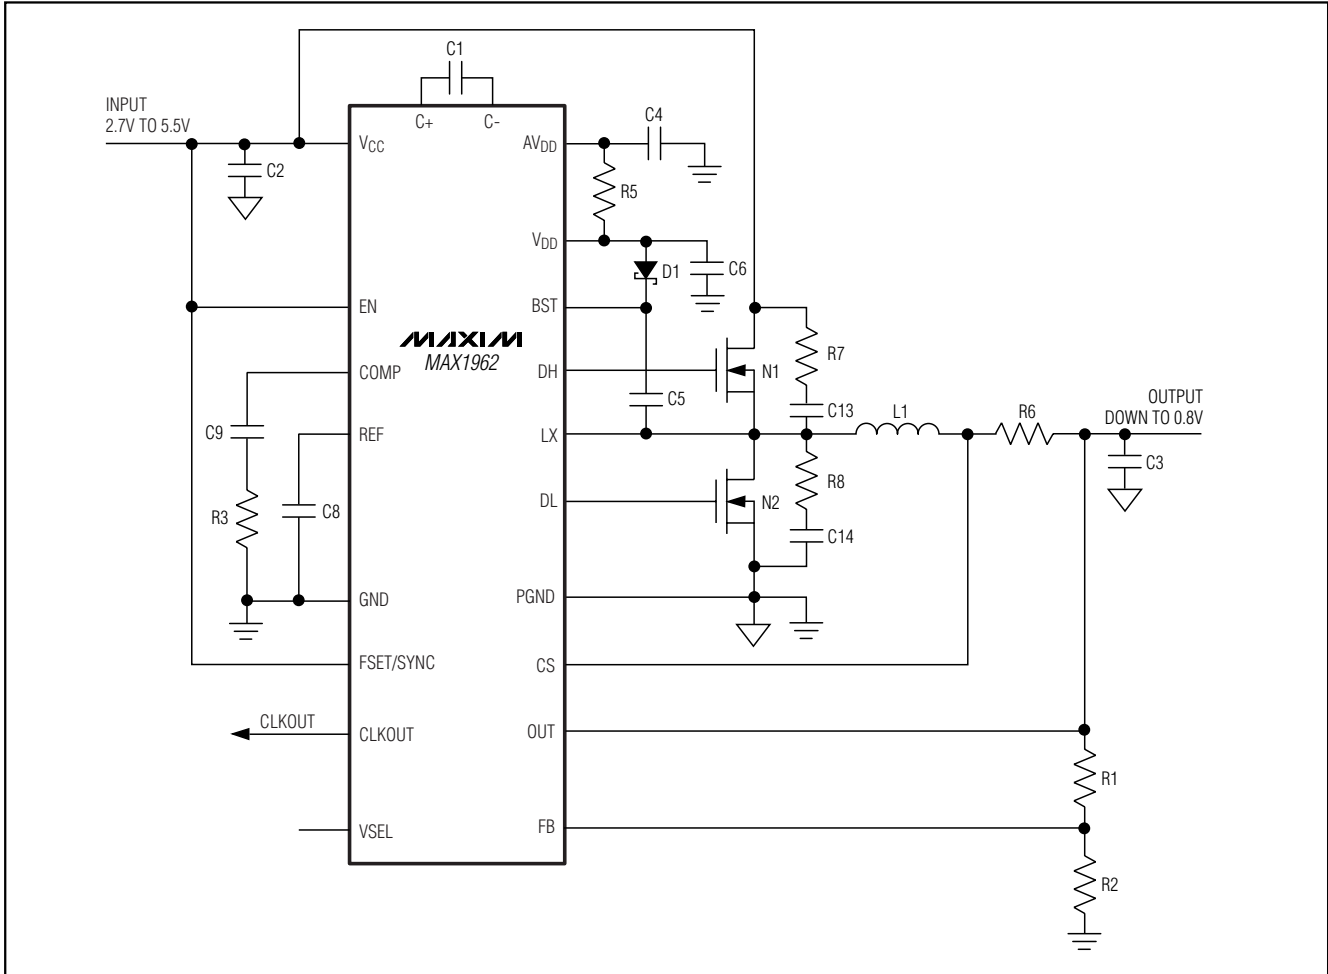 C1
INPUT
2.7V TO 5.5V
C+
C-
C4
VCC
AVDD
C2
R5
VDD
D1
C6
EN
BST
MAXIM
MAX1962
R7
COMP
DH
N1
C9
C5
C13
REF
LX
L1
R6
OUTPUT
DOWN TO 0.8V
C3
R8
R3
C8
DL
N2
C14
GND
PGND
FSET/SYNC
CS
CLKOUT
CLKOUT
OUT
R1
VSEL
FB
R2